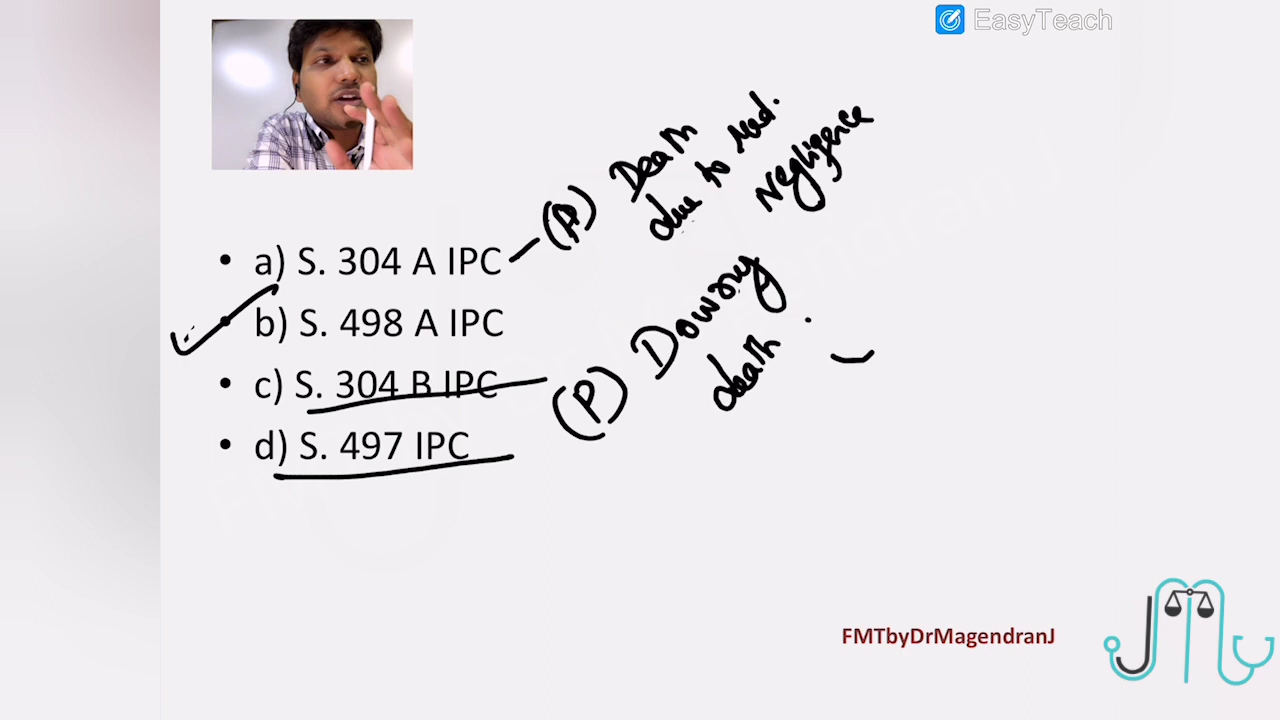 EasyTeach
• a) S. 304 A IPC
(P) Death
due to Med.
Negligence
• b) S. 498 A IPC
• c) S. 304 B IPC
(P) Dowry
death
• d) S. 497 IPC
FMTbyDrMagendranJ